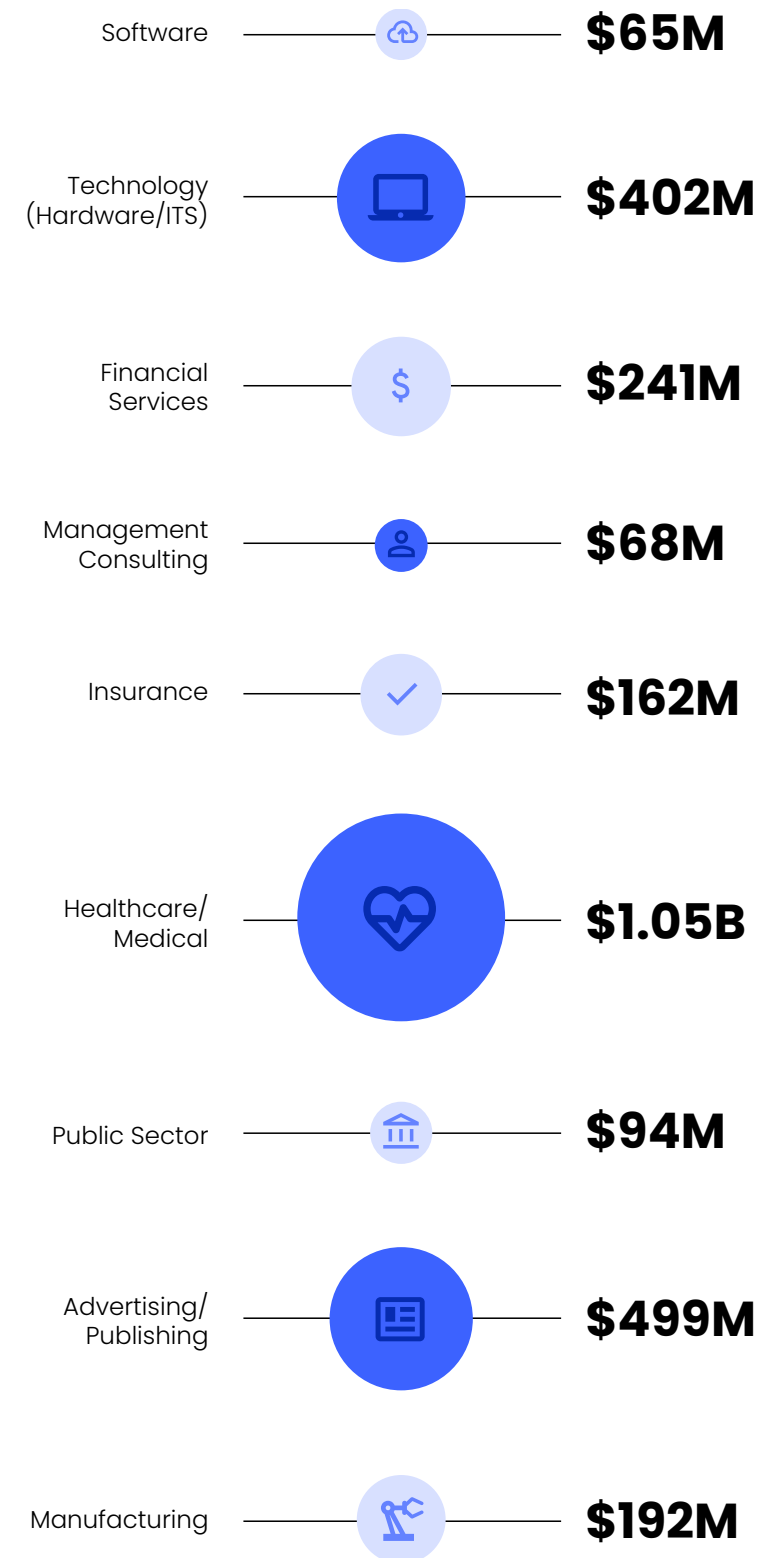 Software
$65M
Technology
(Hardware/ITS)
$402M
Financial
Services
$241M
Management
Consulting
$68M
Insurance
$162M
Healthcare/
Medical
$1.05B
Public Sector
$94M
Advertising/
Publishing
$499M
Manufacturing
$192M